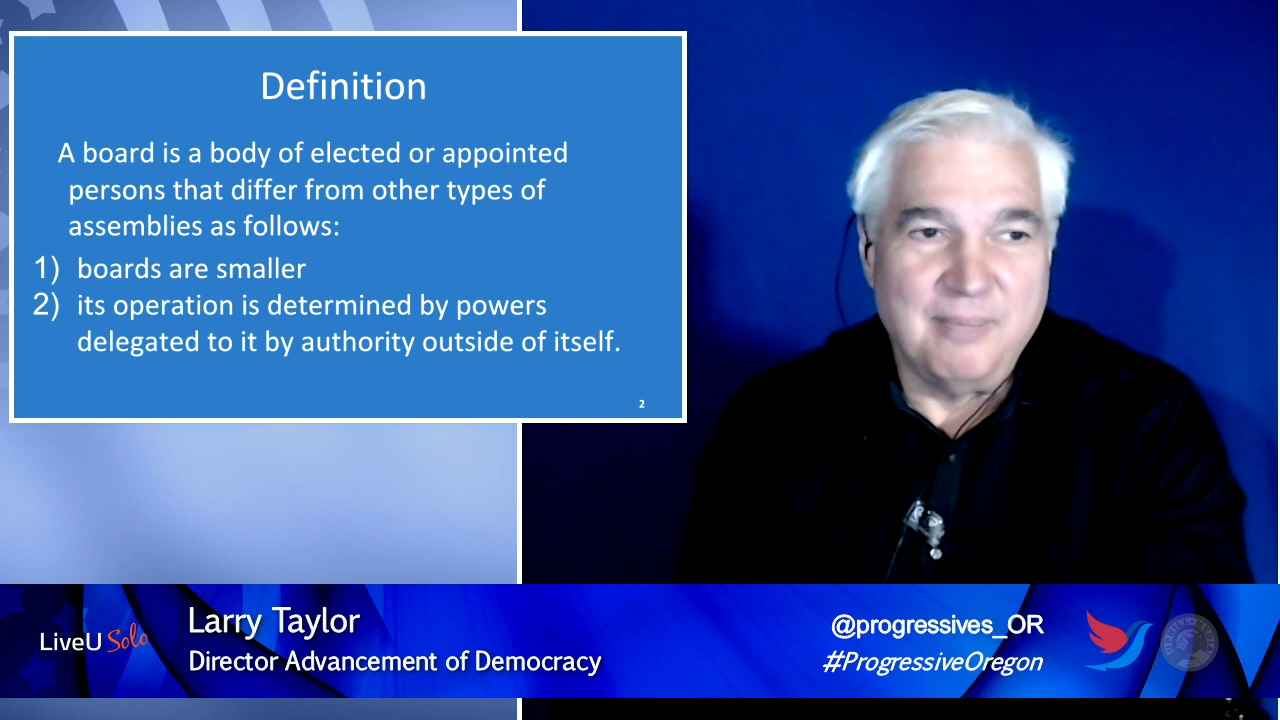 Definition
A board is a body of elected or appointed
persons that differ from other types of
assemblies as follows:
1) boards are smaller
2) its operation is determined by powers
delegated to it by authority outside of itself.
2
LiveU Solo
Larry Taylor
Director Advancement of Democracy
@progressives_OR
#ProgressiveOregon